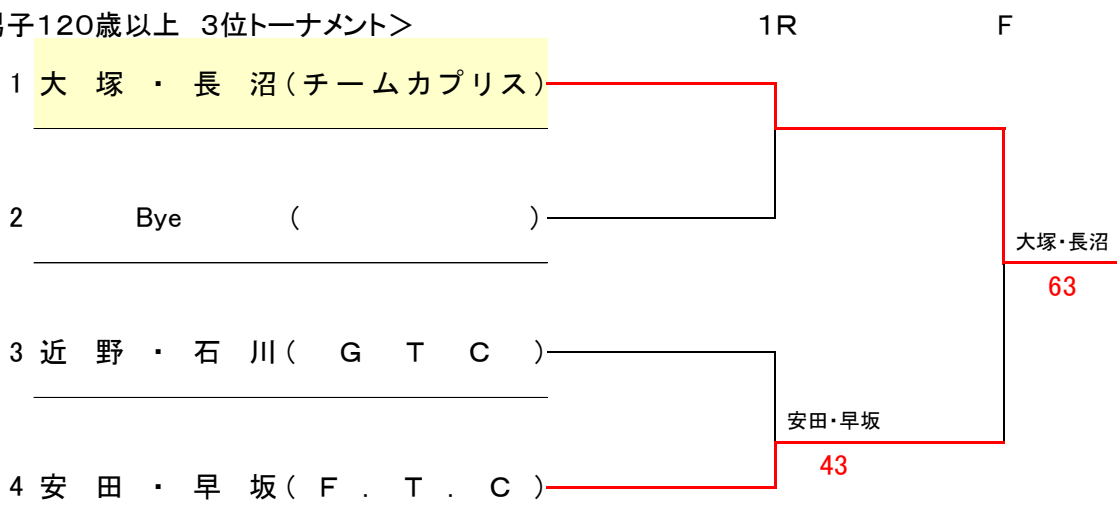 子120歳以上 3位トーナメント> 1R F
1 大塚・長沼(チームカプリス)
2 Bye ( )
大塚・長沼
63
3 近野・石川(GTC)
安田・早坂
43
4 安田・早坂(F.T.C)